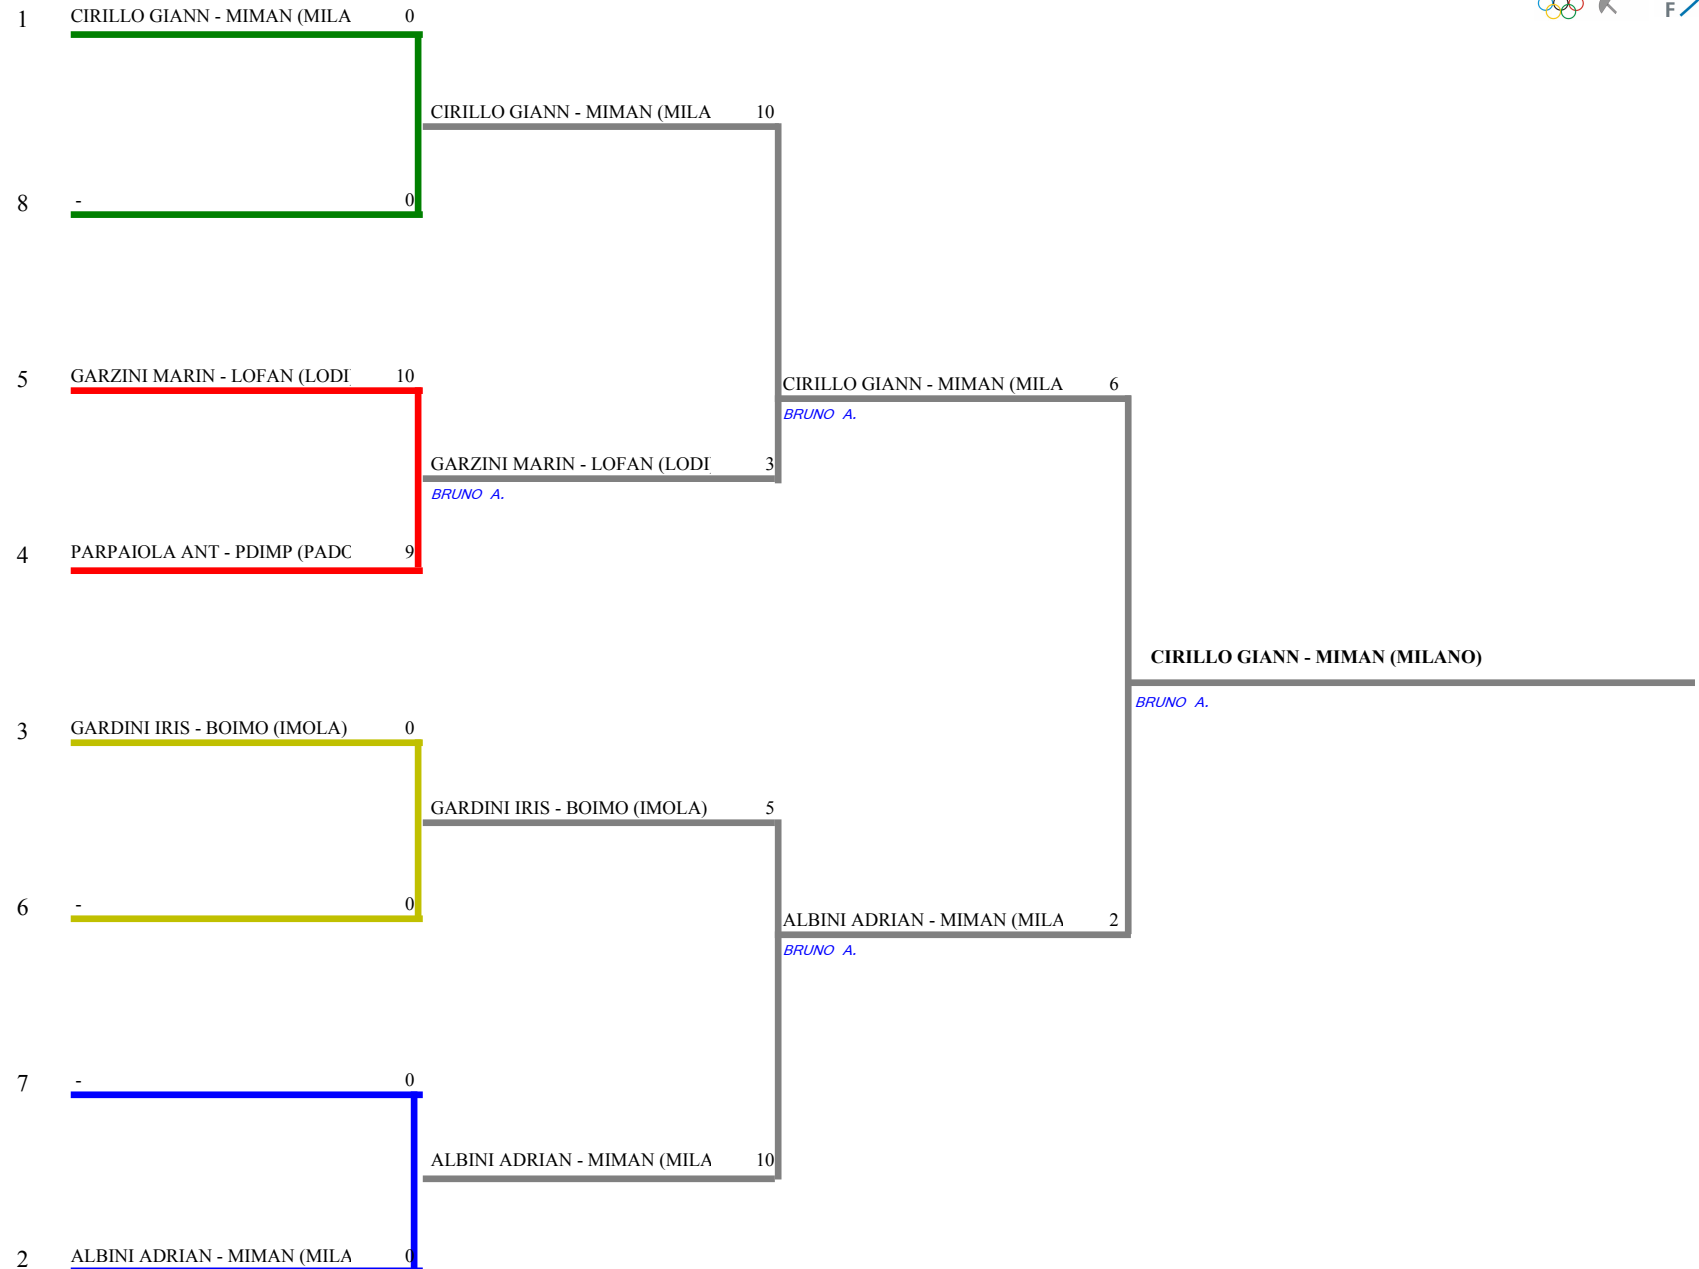 1 CIRILLO GIANN - MIMAN (MILA 0
F
CIRILLO GIANN - MIMAN (MILA 10
8 - 0
5 GARZINI MARIN - LOFAN (LODI 10
CIRILLO GIANN - MIMAN (MILA 6
BRUNO A.
GARZINI MARIN - LOFAN (LODI 3
BRUNO A.
4 PARPAIOLA ANT - PDIMP (PADO 9
CIRILLO GIANN - MIMAN (MILANO)
BRUNO A.
3 GARDINI IRIS - BOIMO (IMOLA) 0
GARDINI IRIS - BOIMO (IMOLA) 5
6 - 0
ALBINI ADRIAN - MIMAN (MILA 2
BRUNO A.
7 - 0
ALBINI ADRIAN - MIMAN (MILA 10
2 ALBINI ADRIAN - MIMAN (MILA 0